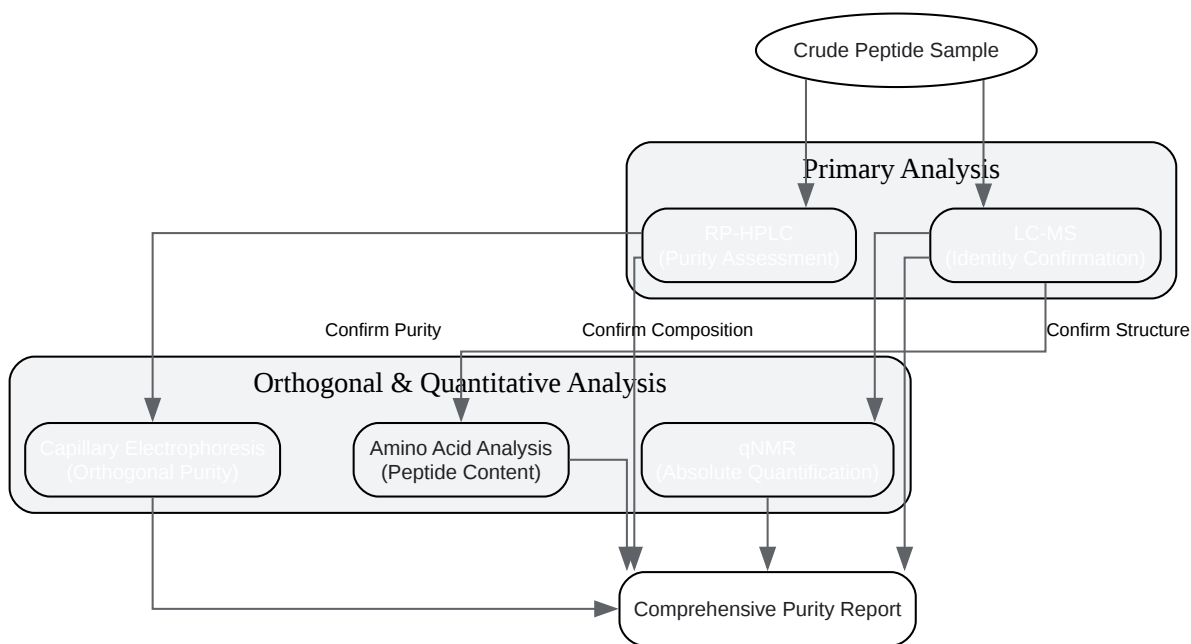 Crude Peptide Sample
Primary Analysis
RP-HPLC
(Purity Assessment)
LC-MS
(Identity Confirmation)
Confirm Purity
Confirm Composition
Confirm Structure
Orthogonal & Quantitative Analysis
Capillary Electrophoresis
(Orthogonal Purity)
Amino Acid Analysis
(Peptide Content)
qNMR
(Absolute Quantification)
Comprehensive Purity Report